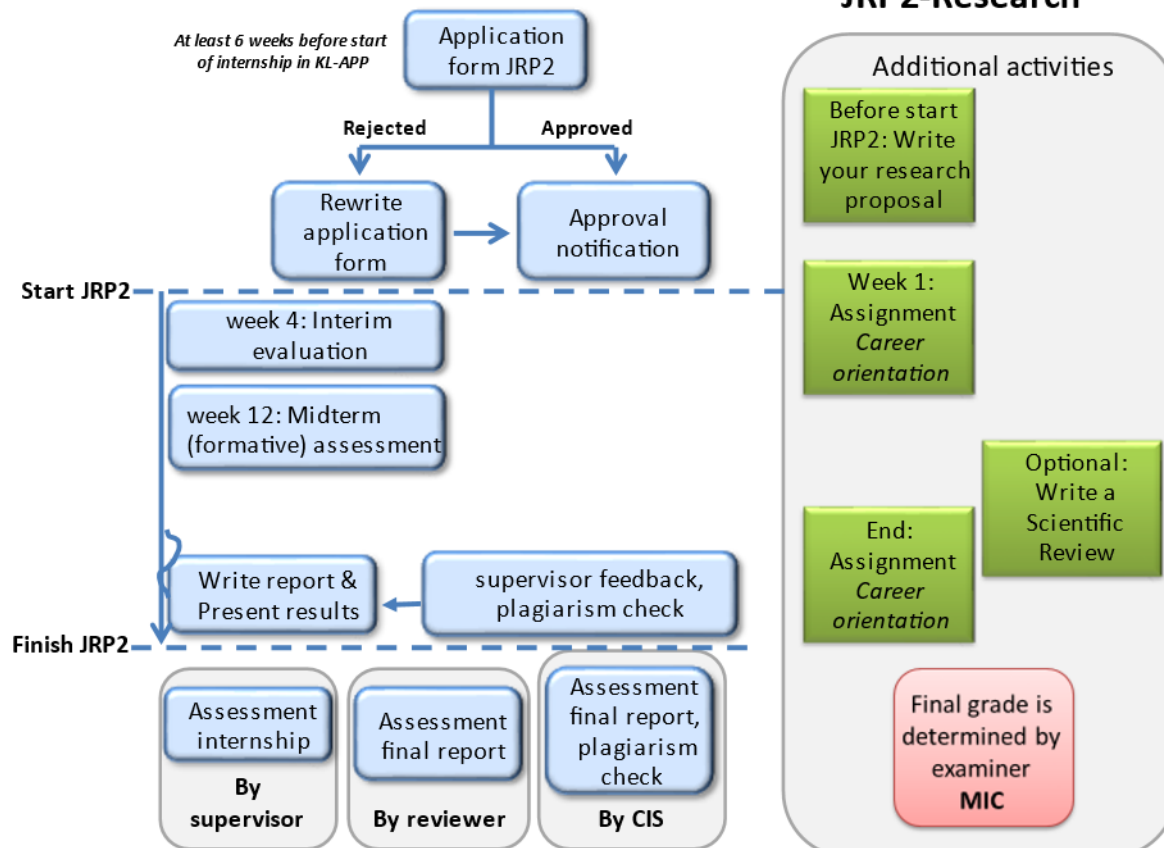 JRP2-Research
At least 6 weeks before start
of internship in KL-APP
Application
form JRP2
Rejected
Approved
Rewrite
application
form
Approval
notification
Start JRP2
week 4: Interim
evaluation
week 12: Midterm
(formative) assessment
Write report &
Present results
supervisor feedback,
plagiarism check
Finish JRP2
Assessment
internship
By
supervisor
Assessment
final report
By reviewer
Assessment
final report,
plagiarism
check
By CIS
Additional activities
Before start
JRP2: Write
your research
proposal
Week 1:
Assignment
Career
orientation
Optional:
Write a
Scientific
Review
End:
Assignment
Career
orientation
Final grade is
determined by
examiner
MIC